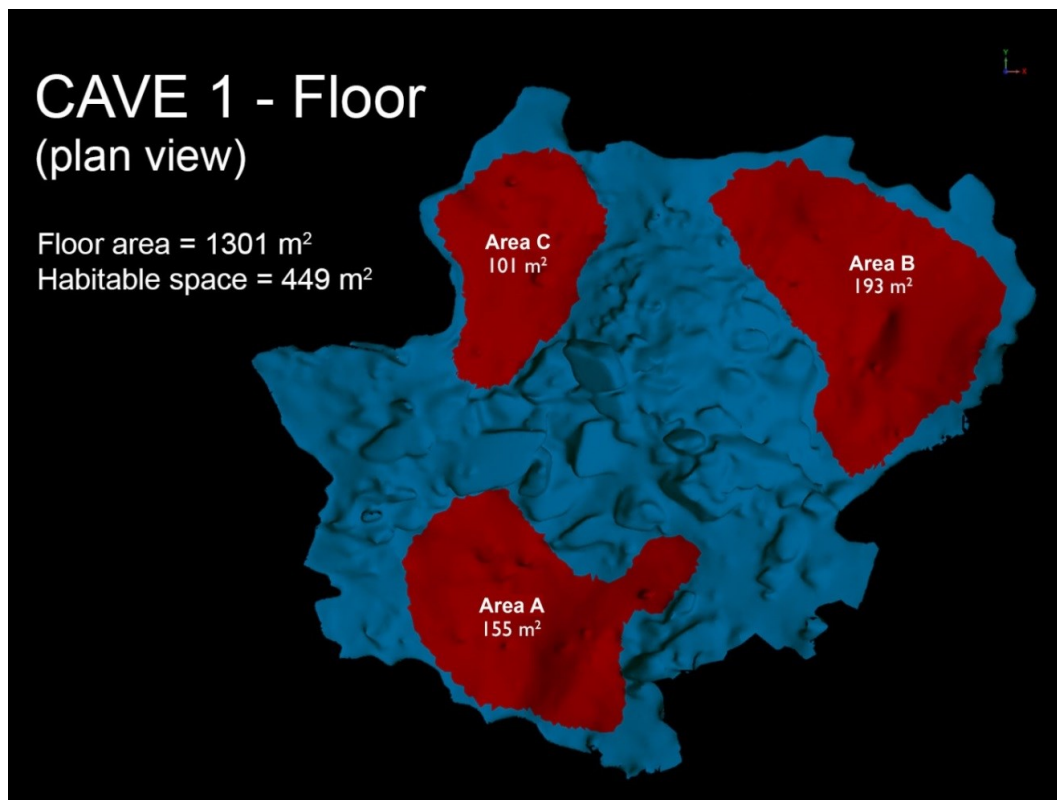 CAVE 1 - Floor
(plan view)
Floor area = 1301 m²
Habitable space = 449 m²
Area C
101 m²
Area B
193 m²
Area A
155 m²
Y
X